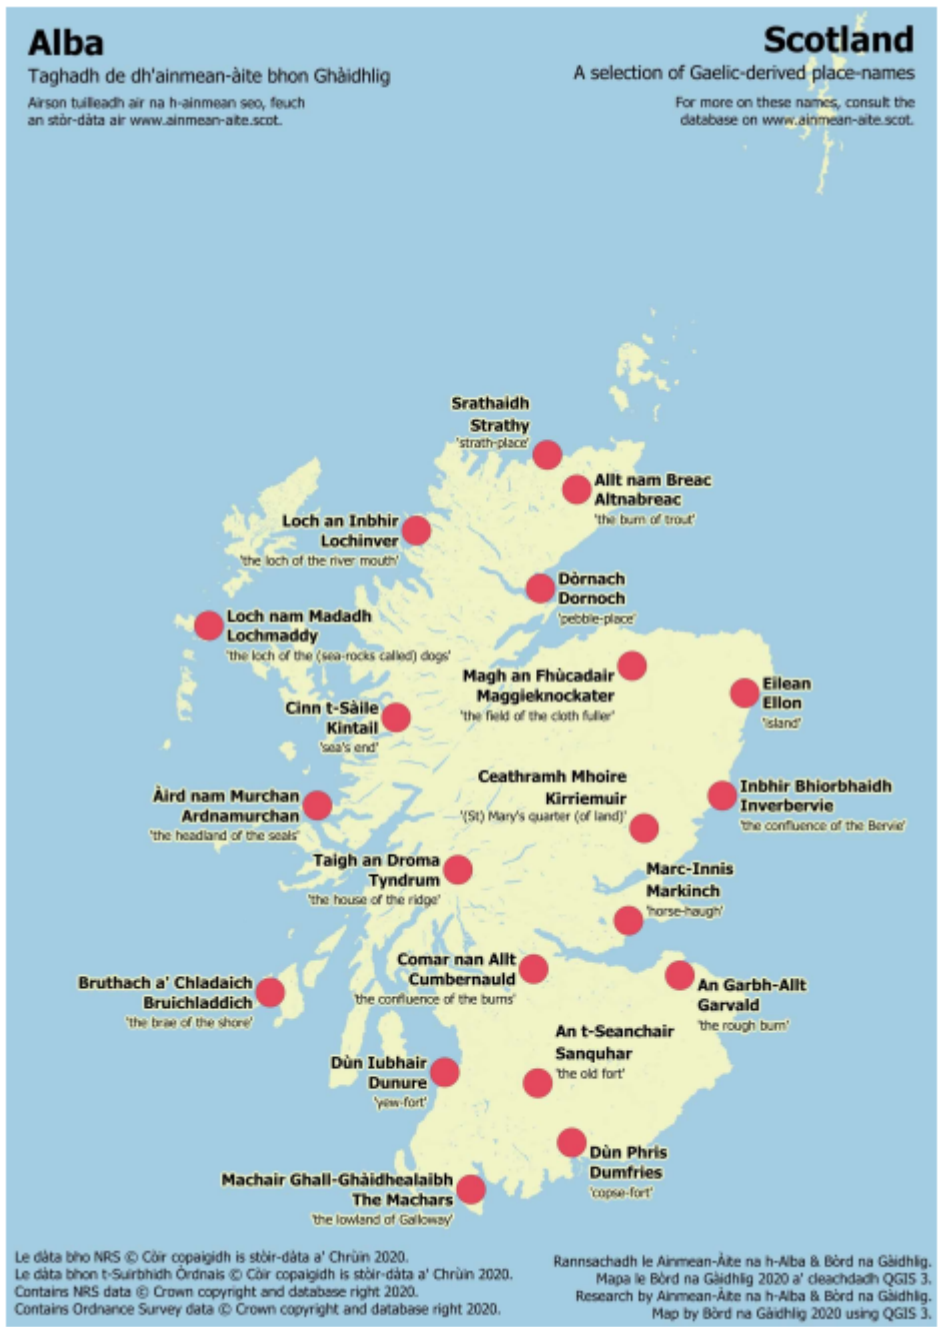 Alba
Taghadh de dh'ainmean-àite bhon Ghàidhlig
Airson tuilleadh air na h-ainmean seo, feuch
an stòr-dàta air www.ainmean-aite.scot.
Scotland
A selection of Gaelic-derived place-names
For more on these names, consult the
database on www.ainmean-aite.scot.
Srathaidh
Strathy
'strath-place'
Allt nam Breac
Altnabreac
'the burn of trout'
Loch an Inbhir
Lochinver
'the loch of the river mouth'
Dòrnach
Dornoch
'pebble-place'
Loch nam Madadh
Lochmaddy
'the loch of the (sea-rocks called) dogs'
Magh an Fhùcadair
Maggieknockater
'the field of the cloth fuller'
Eilean
Ellon
'island'
Cinn t-Sàile
Kintail
'sea's end'
Ceathramh Mhoire
Kirriemuir
'(St) Mary's quarter (of land)'
Inbhir Bhiorbhaidh
Inverbervie
'the confluence of the Bervie'
Àird nam Murchan
Ardnamurchan
'the headland of the seals'
Taigh an Droma
Tyndrum
'the house of the ridge'
Marc-Innis
Markinch
'horse-haugh'
Comar nan Allt
Cumbernauld
'the confluence of the burns'
An Garbh-Allt
Garvald
'the rough burn'
Bruthach a' Chladaich
Bruichladdich
'the brae of the shore'
An t-Seanchair
Sanquhar
'the old fort'
Dùn Iubhair
Dunure
'yew-fort'
Dùn Phris
Dumfries
'copse-fort'
Machair Ghall-Ghàidhealaibh
The Machars
'the lowland of Galloway'
Le dàta bho NRS © Còir copaigidh is stòir-dàta a' Chrùin 2020.
Le dàta bhon t-Suirbhidh Òrdnais © Còir copaigidh is stòir-dàta a' Chrùin 2020.
Contains NRS data © Crown copyright and database right 2020.
Contains Ordnance Survey data © Crown copyright and database right 2020.
Rannsachadh le Ainmean-Àite na h-Alba & Bòrd na Gàidhlig.
Mapa le Bòrd na Gàidhlig 2020 a' cleachdadh QGIS 3.
Research by Ainmean-Àite na h-Alba & Bòrd na Gàidhlig.
Map by Bòrd na Gàidhlig 2020 using QGIS 3.